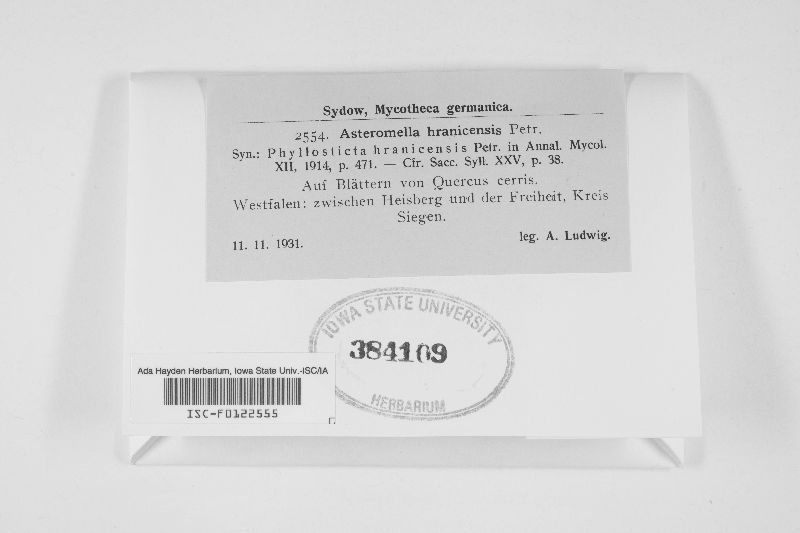 Sydow, Mycotheca germanica.
2554. Asteromella hranicensis Petr.
Syn.: Phyllosticta hranicensis Petr. in Annal. Mycol.
XII, 1914, p. 471. — Cfr. Sacc. Syll. XXV, p. 38.
Auf Blättern von Quercus cerris.
Westfalen: zwischen Heisberg und der Freiheit, Kreis
Siegen.
11. 11. 1931.
leg. A. Ludwig.
IOWA STATE UNIVERSITY
384109
HERBARIUM
Ada Hayden Herbarium, Iowa State Univ.-ISC/IA
ISC-F0122555